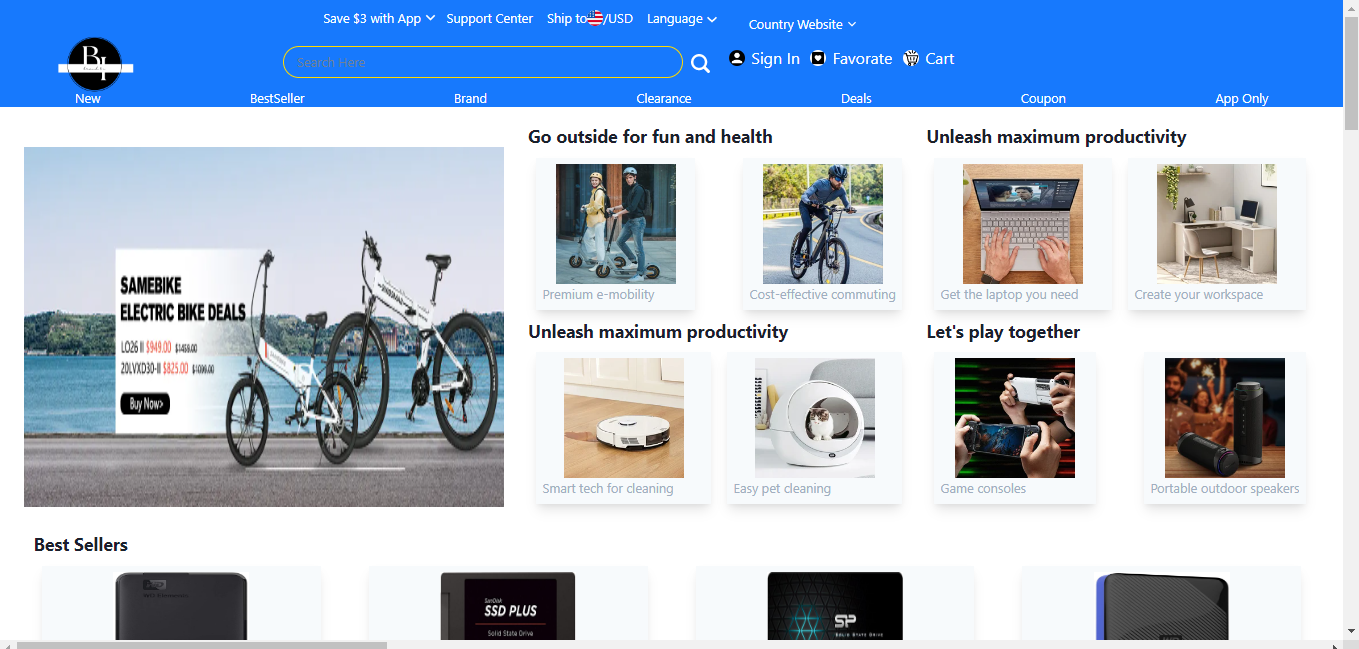 Save $3 with App
Support Center
Ship to/USD
Language
Country Website
Search Here
Sign In
Favorate
Cart
New
BestSeller
Brand
Clearance
Deals
Coupon
App Only
SAMEBIKE
ELECTRIC BIKE DEALS
LO26 II $949.00 $1459.00
20LVXD30-II $825.00 $1099.00
Buy Now>
Go outside for fun and health
Premium e-mobility
Cost-effective commuting
Unleash maximum productivity
Get the laptop you need
Create your workspace
Unleash maximum productivity
Smart tech for cleaning
Easy pet cleaning
Let's play together
Game consoles
Portable outdoor speakers
Best Sellers
SanDisk
SSD PLUS
Solid State Drive
SP
SOLID STATE DRIVE